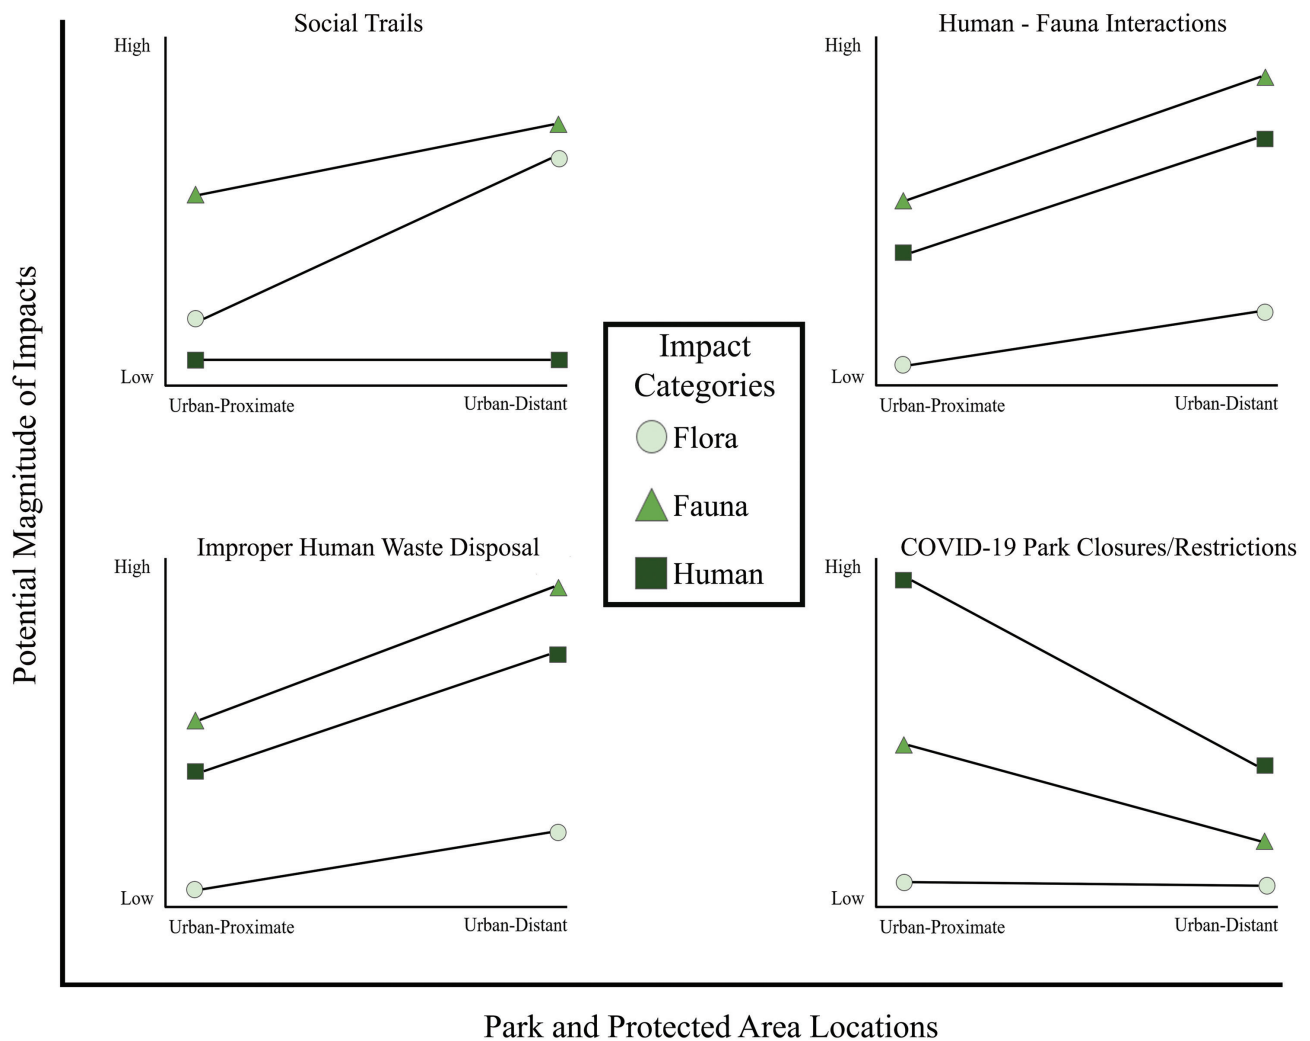 Social Trails
High
Low
Urban-Proximate
Urban-Distant
Human - Fauna Interactions
High
Low
Urban-Proximate
Urban-Distant
Impact
Categories
Flora
Fauna
Human
Improper Human Waste Disposal
High
Low
Urban-Proximate
Urban-Distant
COVID-19 Park Closures/Restrictions
High
Low
Urban-Proximate
Urban-Distant
Potential Magnitude of Impacts
Park and Protected Area Locations